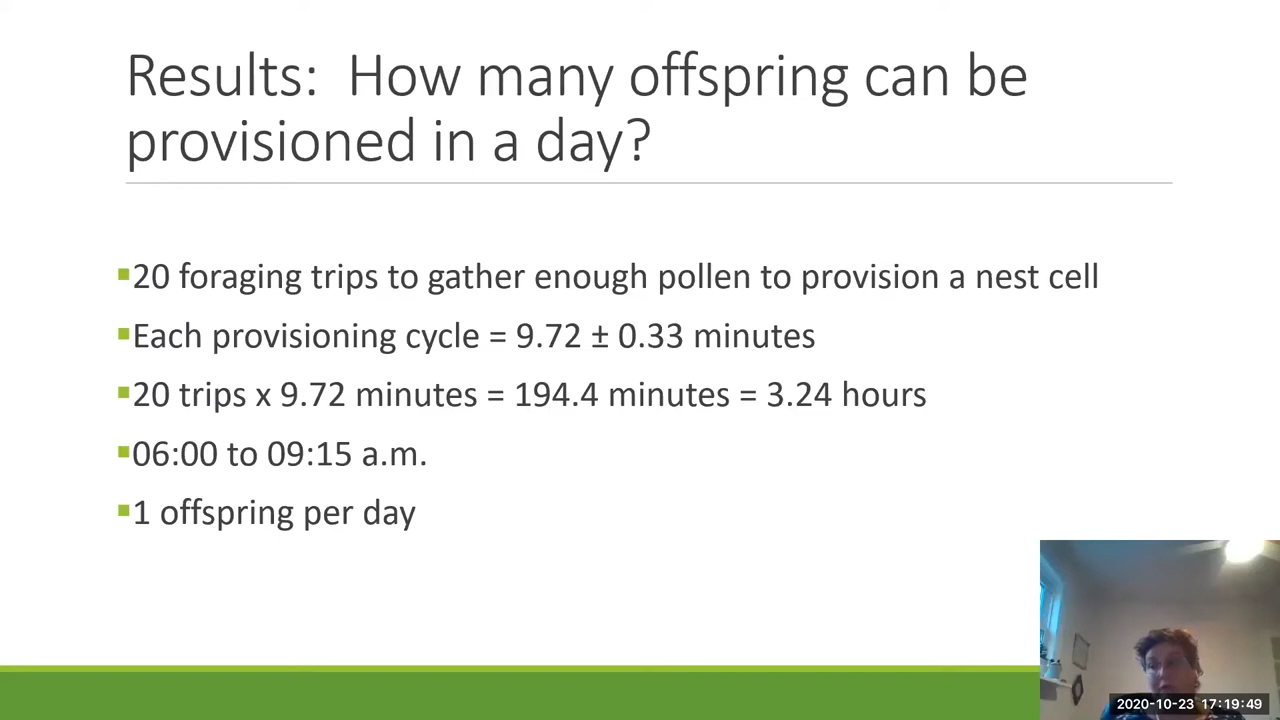 Results:  How many offspring can be
provisioned in a day?
▪20 foraging trips to gather enough pollen to provision a nest cell
▪Each provisioning cycle = 9.72 ± 0.33 minutes
▪20 trips x 9.72 minutes = 194.4 minutes = 3.24 hours
▪06:00 to 09:15 a.m.
▪1 offspring per day
2020-10-23 17:19:49